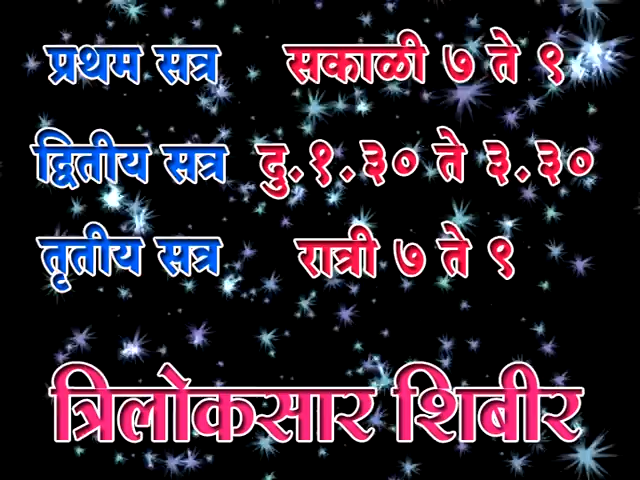 प्रथम सत्र सकाळी ७ ते ९
द्वितीय सत्र दु.१.३० ते ३.३०
तृतीय सत्र रात्री ७ ते ९
त्रिलोकसार शिबीर